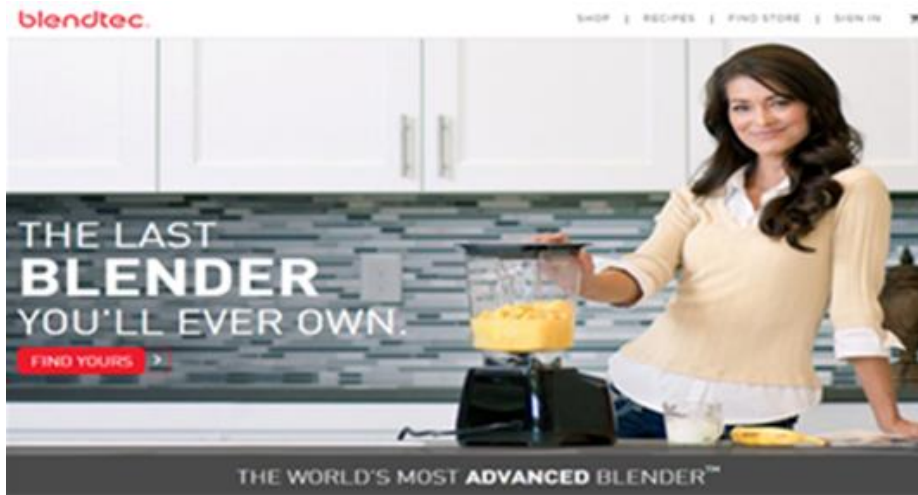 blendtec
SHOP | RECIPES | FIND STORE | SIGN IN
THE LAST
BLENDER
YOU'LL EVER OWN.
FIND YOURS >
THE WORLD'S MOST ADVANCED BLENDER™